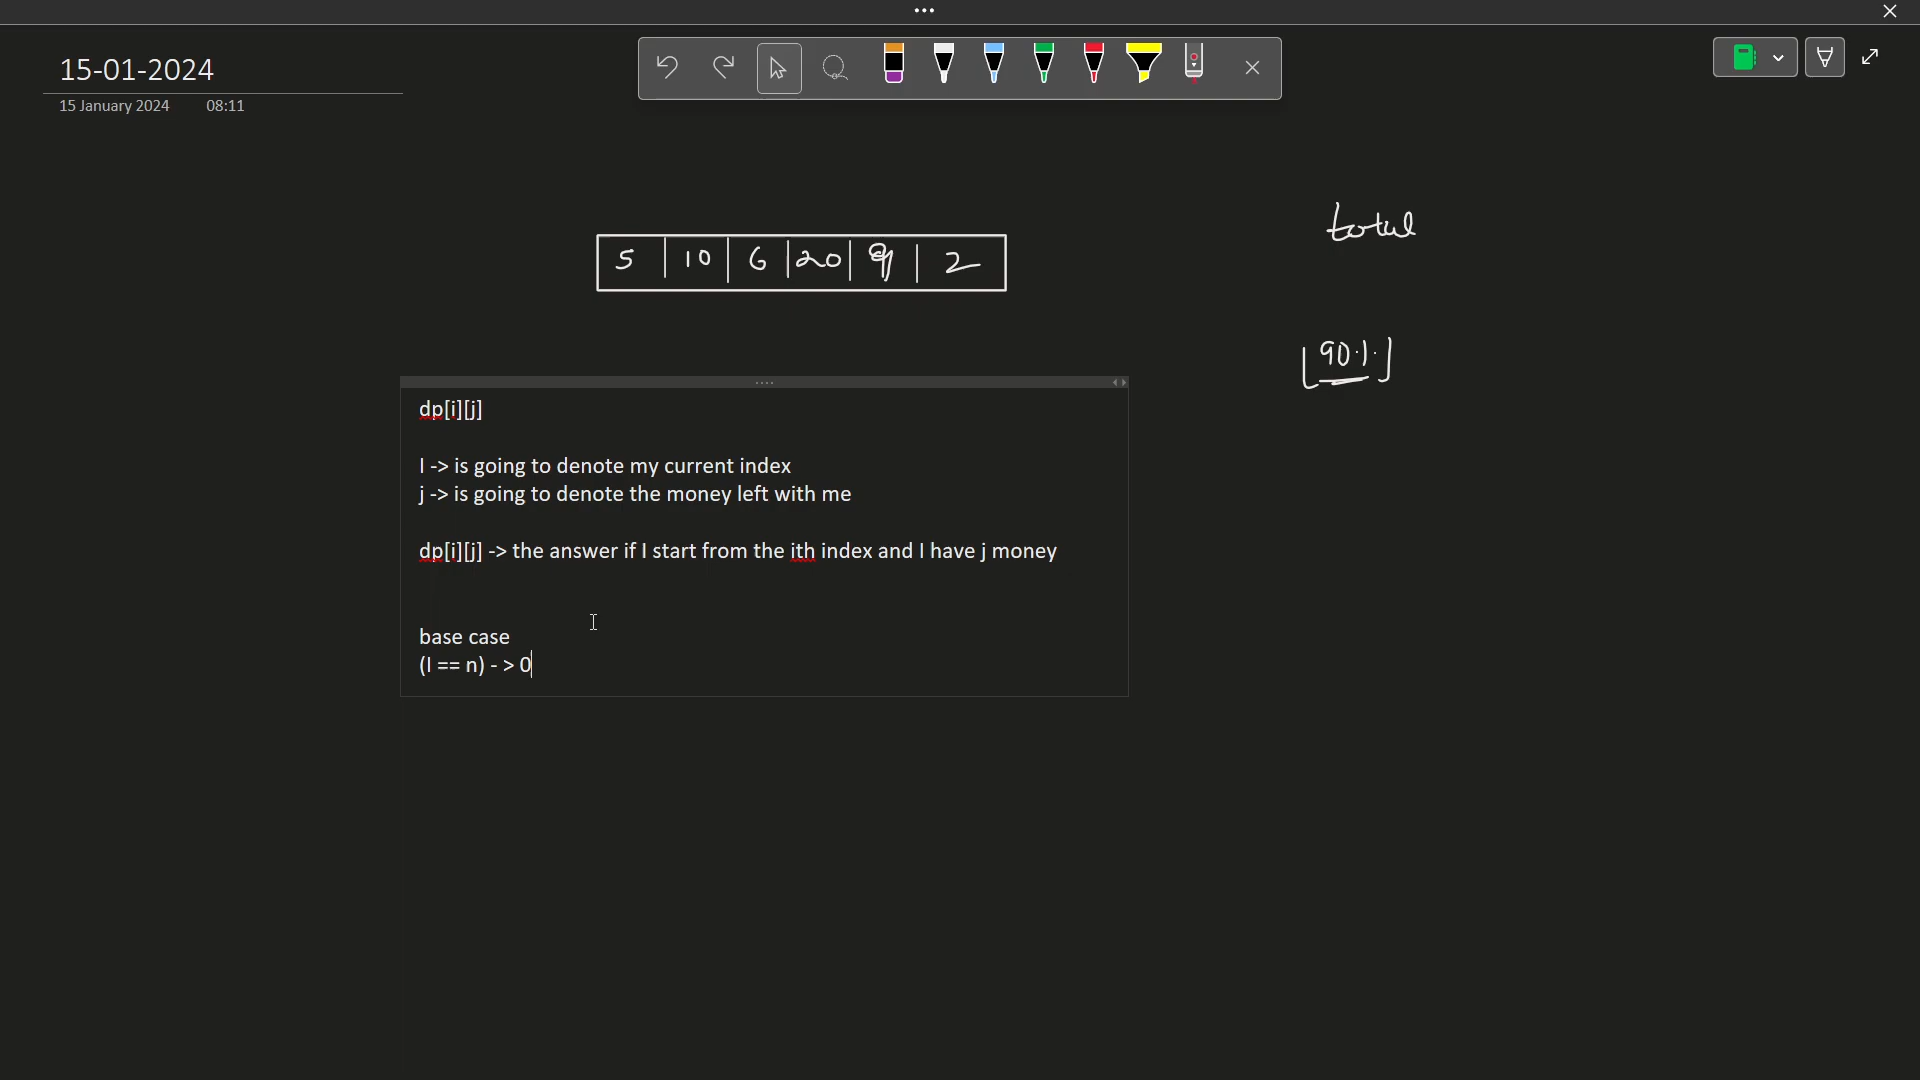 15-01-2024
15 January 2024 08:11
total
5 10 6 20 9 2
⌊90%⌋
dp[i][j]
I -> is going to denote my current index
j -> is going to denote the money left with me
dp[i][j] -> the answer if I start from the ith index and I have j money
base case
(I == n) - > 0